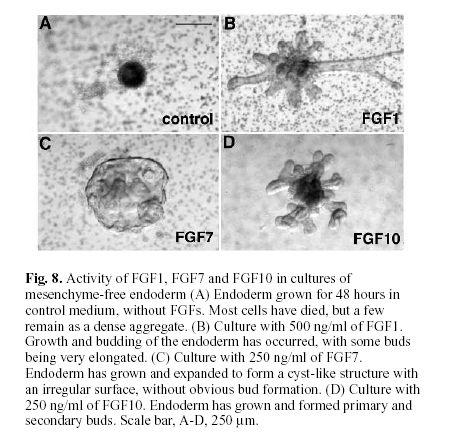 A
B
control
FGF1
C
D
FGF7
FGF10
Fig. 8. Activity of FGF1, FGF7 and FGF10 in cultures of
mesenchyme-free endoderm (A) Endoderm grown for 48 hours in
control medium, without FGFs. Most cells have died, but a few
remain as a dense aggregate. (B) Culture with 500 ng/ml of FGF1.
Growth and budding of the endoderm has occurred, with some buds
being very elongated. (C) Culture with 250 ng/ml of FGF7.
Endoderm has grown and expanded to form a cyst-like structure with
an irregular surface, without obvious bud formation. (D) Culture with
250 ng/ml of FGF10. Endoderm has grown and formed primary and
secondary buds. Scale bar, A-D, 250 µm.